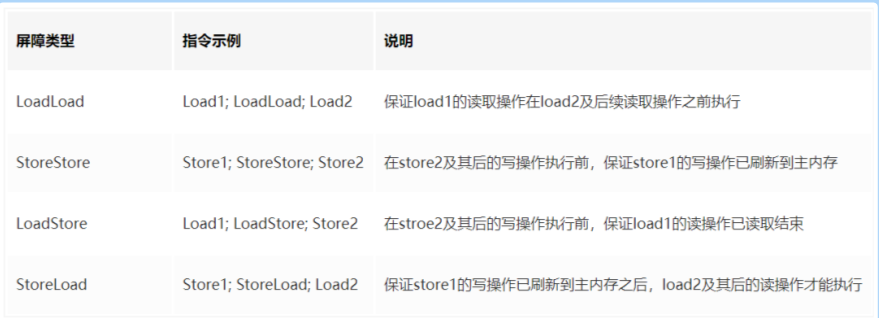 屏障类型 指令示例 说明
LoadLoad Load1; LoadLoad; Load2 保证load1的读取操作在load2及后续读取操作之前执行
StoreStore Store1; StoreStore; Store2 在store2及其后的写操作执行前，保证store1的写操作已刷新到主内存
LoadStore Load1; LoadStore; Store2 在stroe2及其后的写操作执行前，保证load1的读操作已读取结束
StoreLoad Store1; StoreLoad; Load2 保证store1的写操作已刷新到主内存之后，load2及其后的读操作才能执行